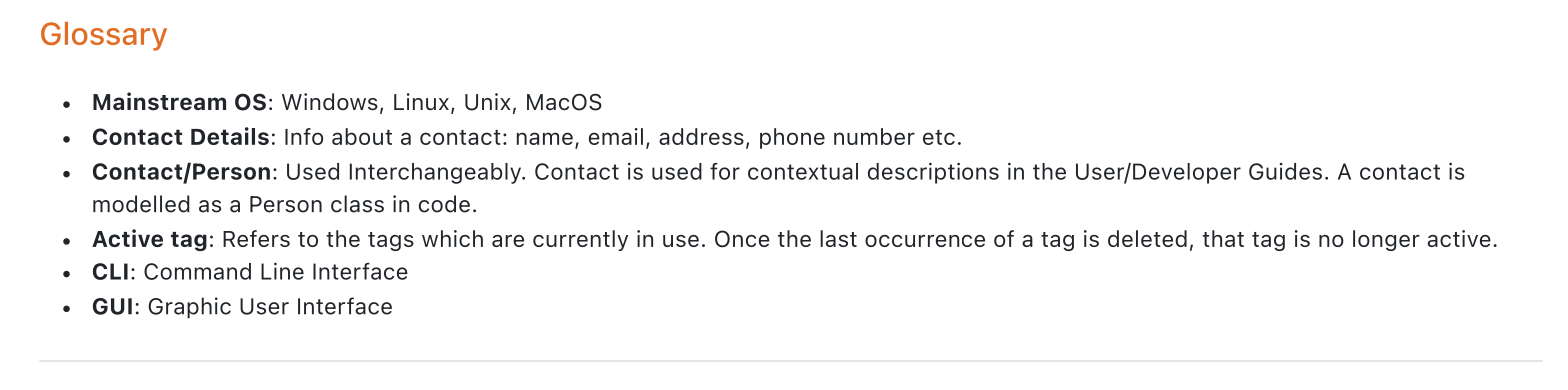 Glossary
• Mainstream OS: Windows, Linux, Unix, MacOS
• Contact Details: Info about a contact: name, email, address, phone number etc.
• Contact/Person: Used Interchangeably. Contact is used for contextual descriptions in the User/Developer Guides. A contact is
modelled as a Person class in code.
• Active tag: Refers to the tags which are currently in use. Once the last occurrence of a tag is deleted, that tag is no longer active.
• CLI: Command Line Interface
• GUI: Graphic User Interface